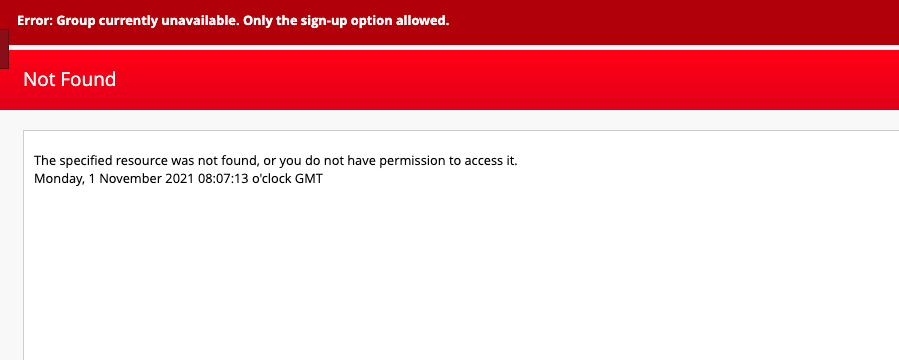 Error: Group currently unavailable. Only the sign-up option allowed.
Not Found
The specified resource was not found, or you do not have permission to access it.
Monday, 1 November 2021 08:07:13 o'clock GMT